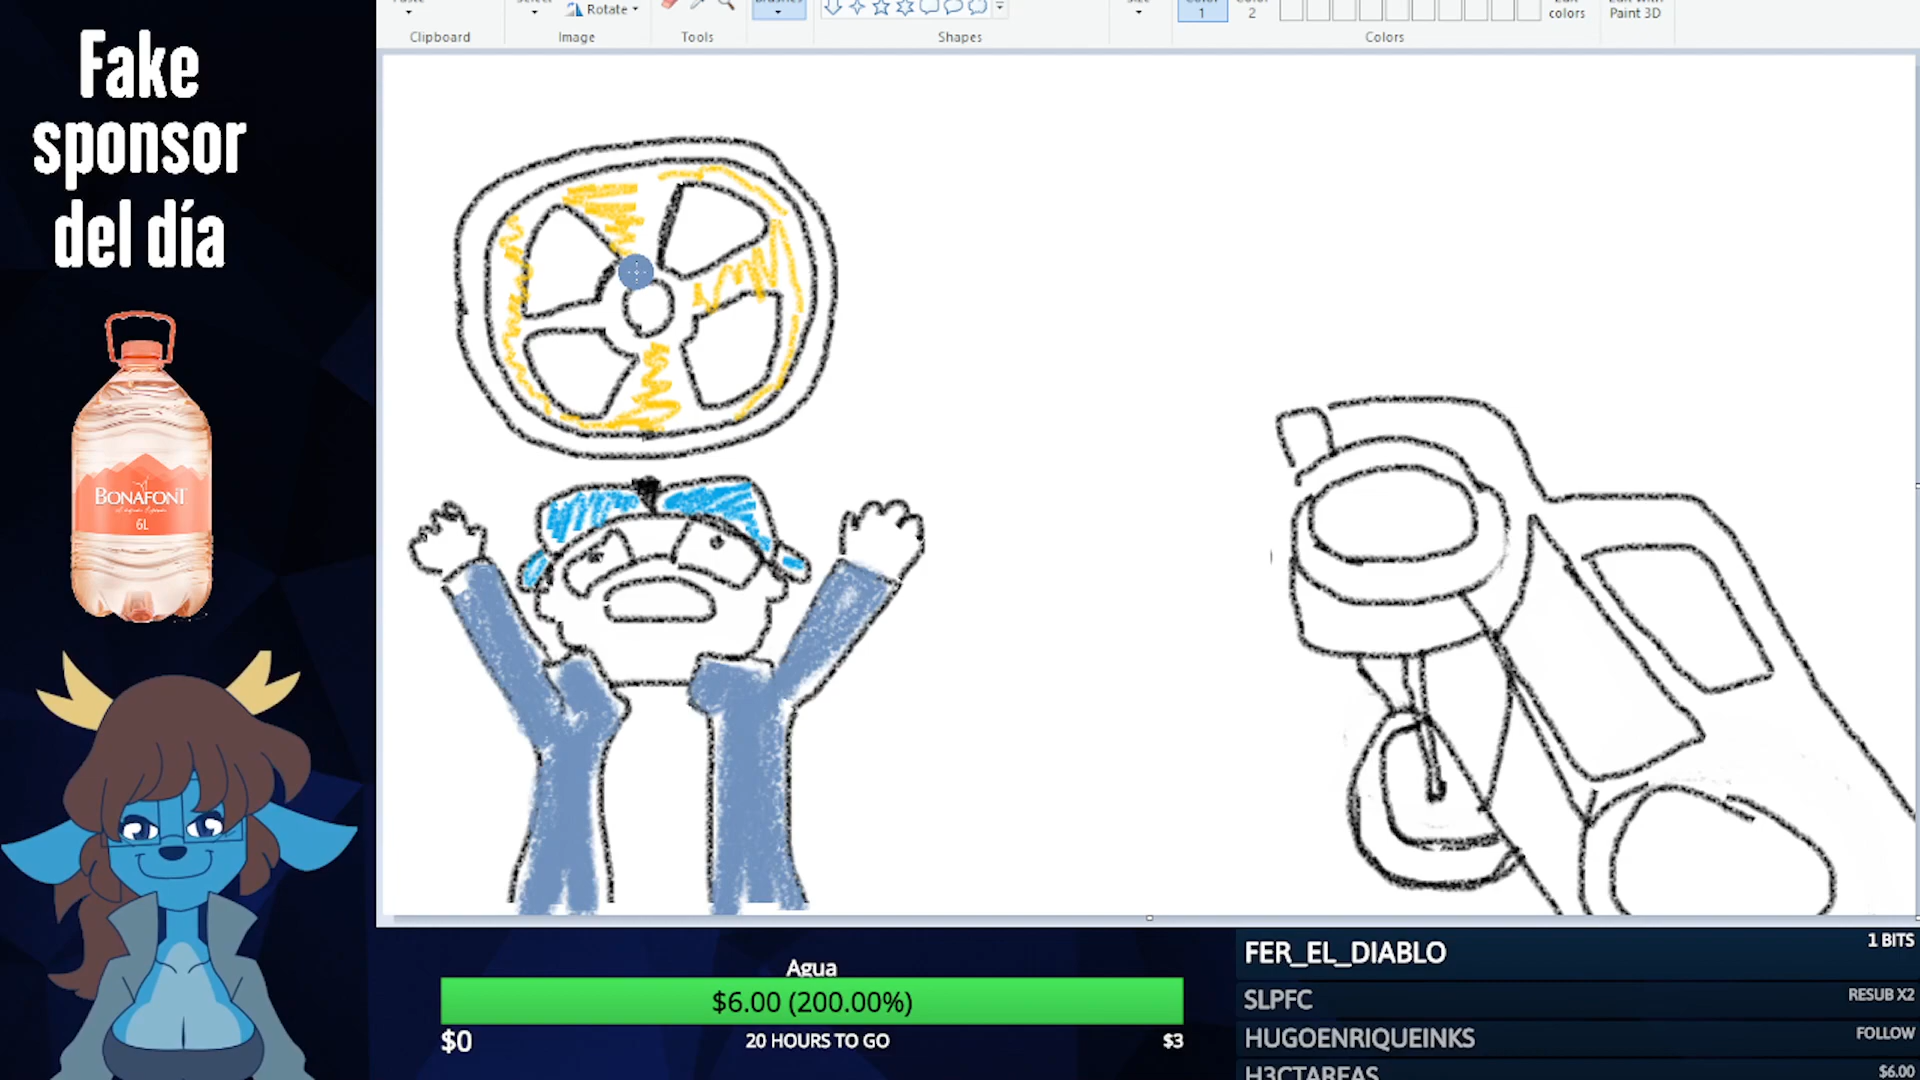 Fake
sponsor
del día
BONAFONT
6L
Rotate
Clipboard
Image
Tools
Shapes
1
2
colors
Paint 3D
Colors
Agua
$6.00 (200.00%)
$0
20 HOURS TO GO
$3
FER_EL_DIABLO
1 BITS
SLPFC
RESUB X2
HUGOENRIQUEINKS
FOLLOW
H3CTAREAS
$6.00